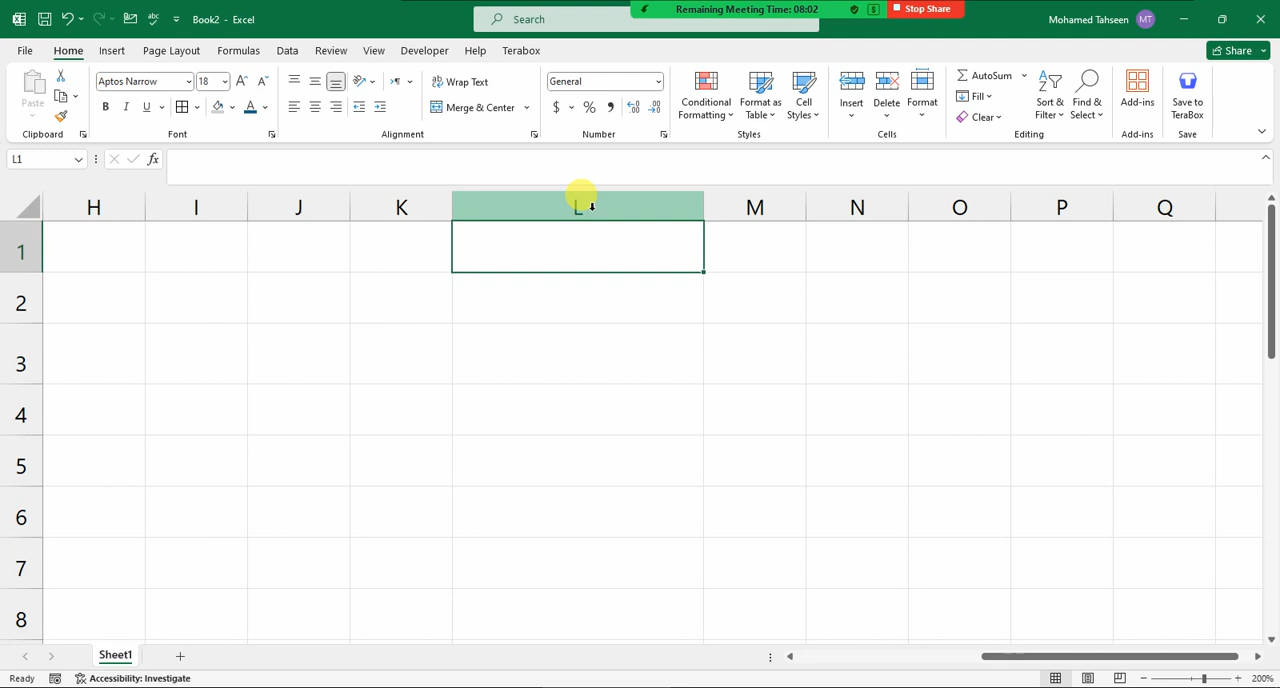 Book2 - Excel
Search
Remaining Meeting Time: 08:02
Stop Share
Mohamed Tahseen
MT
File Home Insert Page Layout Formulas Data Review View Developer Help Terabox
Share
Paste
Aptos Narrow 18
B I U
Wrap Text
Merge & Center
General
Conditional Formatting
Format as Table
Cell Styles
Insert
Delete
Format
AutoSum
Fill
Clear
Sort & Filter
Find & Select
Add-ins
Save to TeraBox
Clipboard Font Alignment Number Styles Cells Editing Add-ins Save
L1
fx
H I J K L M N O P Q
1
2
3
4
5
6
7
8
Sheet1
Ready
Accessibility: Investigate
200%